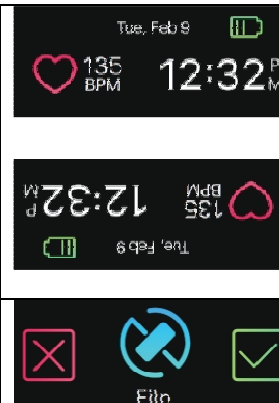 Tue, Feb 9
135 BPM 12:32 PM
12:32 PM 135 BPM
Tue, Feb 9
Flip